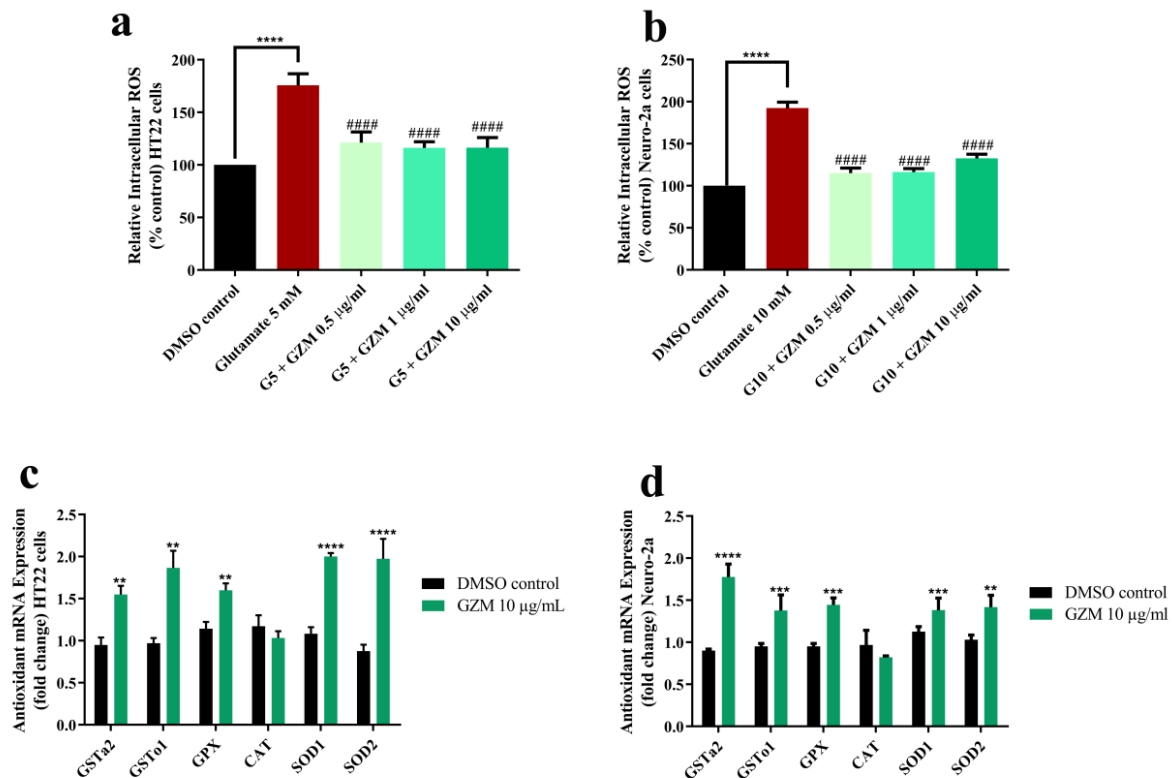 a
Relative Intracellular ROS
(% control) HT22 cells
200
150
100
50
0
****
####
####
####
DMSO control
Glutamate 5 mM
G5 + GZM 0.5 μg/ml
G5 + GZM 1 μg/ml
G5 + GZM 10 μg/ml
b
Relative Intracellular ROS
(% control) Neuro-2a cells
250
200
150
100
50
0
****
####
####
####
DMSO control
Glutamate 10 mM
G10 + GZM 0.5 μg/ml
G10 + GZM 1 μg/ml
G10 + GZM 10 μg/ml
c
Antioxidant mRNA Expression
(fold change) HT22 cells
2.5
2.0
1.5
1.0
0.5
0.0
**
**
**
****
****
GSTa2
GSTo1
GPX
CAT
SOD1
SOD2
DMSO control
GZM 10 μg/mL
d
Antioxidant mRNA Expression
(fold change) Neuro-2a
2.5
2.0
1.5
1.0
0.5
0.0
****
***
***
***
**
GSTa2
GSTo1
GPX
CAT
SOD1
SOD2
DMSO control
GZM 10 μg/ml